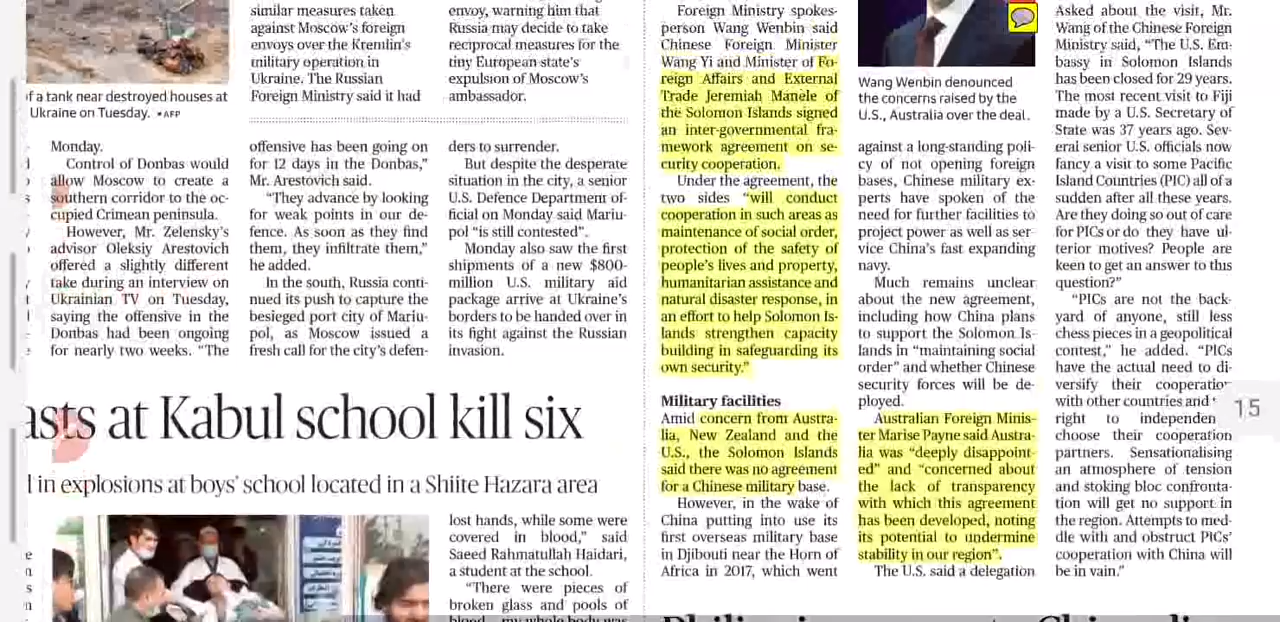 similar measures taken
against Moscow's foreign
envoys over the Kremlin's
military operation in
Ukraine. The Russian
Foreign Ministry said it had
envoy, warning him that
Russia may decide to take
reciprocal measures for the
tiny European state's
expulsion of Moscow's
ambassador.
f a tank near destroyed houses at
Ukraine on Tuesday. •AFP
Monday.
Control of Donbas would
allow Moscow to create a
southern corridor to the oc-
cupied Crimean peninsula.
However, Mr. Zelensky's
advisor Oleksiy Arestovich
offered a slightly different
take during an interview on
Ukrainian TV on Tuesday,
saying the offensive in the
Donbas had been ongoing
for nearly two weeks. "The
offensive has been going on
for 12 days in the Donbas,"
Mr. Arestovich said.
"They advance by looking
for weak points in our de-
fence. As soon as they find
them, they infiltrate them,"
he added.
In the south, Russia conti-
nued its push to capture the
besieged port city of Mariu-
pol, as Moscow issued a
fresh call for the city's defen-
ders to surrender.
But despite the desperate
situation in the city, a senior
U.S. Defence Department of-
ficial on Monday said Mariu-
pol "is still contested".
Monday also saw the first
shipments of a new $800-
million U.S. military aid
package arrive at Ukraine's
borders to be handed over in
its fight against the Russian
invasion.
asts at Kabul school kill six
l in explosions at boys' school located in a Shiite Hazara area
lost hands, while some were
covered in blood," said
Saeed Rahmatullah Haidari,
a student at the school.
"There were pieces of
broken glass and pools of
Foreign Ministry spokes-
person Wang Wenbin said
Chinese Foreign Minister
Wang Yi and Minister of Fo-
reign Affairs and External
Trade Jeremiah Manele of
the Solomon Islands signed
an inter-governmental fra-
mework agreement on se-
curity cooperation.
Under the agreement, the
two sides "will conduct
cooperation in such areas as
maintenance of social order,
protection of the safety of
people's lives and property,
humanitarian assistance and
natural disaster response, in
an effort to help Solomon Is-
lands strengthen capacity
building in safeguarding its
own security."
Military facilities
Amid concern from Austra-
lia, New Zealand and the
U.S., the Solomon Islands
said there was no agreement
for a Chinese military base.
However, in the wake of
China putting into use its
first overseas military base
in Djibouti near the Horn of
Africa in 2017, which went
Wang Wenbin denounced
the concerns raised by the
U.S., Australia over the deal.
against a long-standing poli-
cy of not opening foreign
bases, Chinese military ex-
perts have spoken of the
need for further facilities to
project power as well as ser-
vice China's fast expanding
navy.
Much remains unclear
about the new agreement,
including how China plans
to support the Solomon Is-
lands in "maintaining social
order" and whether Chinese
security forces will be de-
ployed.
Australian Foreign Minis-
ter Marise Payne said Austra-
lia was "deeply disappoint-
ed" and "concerned about
the lack of transparency
with which this agreement
has been developed, noting
its potential to undermine
stability in our region".
The U.S. said a delegation
Asked about the visit, Mr.
Wang of the Chinese Foreign
Ministry said, "The U.S. Em-
bassy in Solomon Islands
has been closed for 29 years.
The most recent visit to Fiji
made by a U.S. Secretary of
State was 37 years ago. Sev-
eral senior U.S. officials now
fancy a visit to some Pacific
Island Countries (PIC) all of a
sudden after all these years.
Are they doing so out of care
for PICs or do they have ul-
terior motives? People are
keen to get an answer to this
question?"
"PICs are not the back-
yard of anyone, still less
chess pieces in a geopolitical
contest," he added. "PICs
have the actual need to di-
versify their cooperation
with other countries and
right to independen
choose their cooperation
partners. Sensationalising
an atmosphere of tension
and stoking bloc confronta-
tion will get no support in
the region. Attempts to med-
dle with and obstruct PICs'
cooperation with China will
be in vain."
15